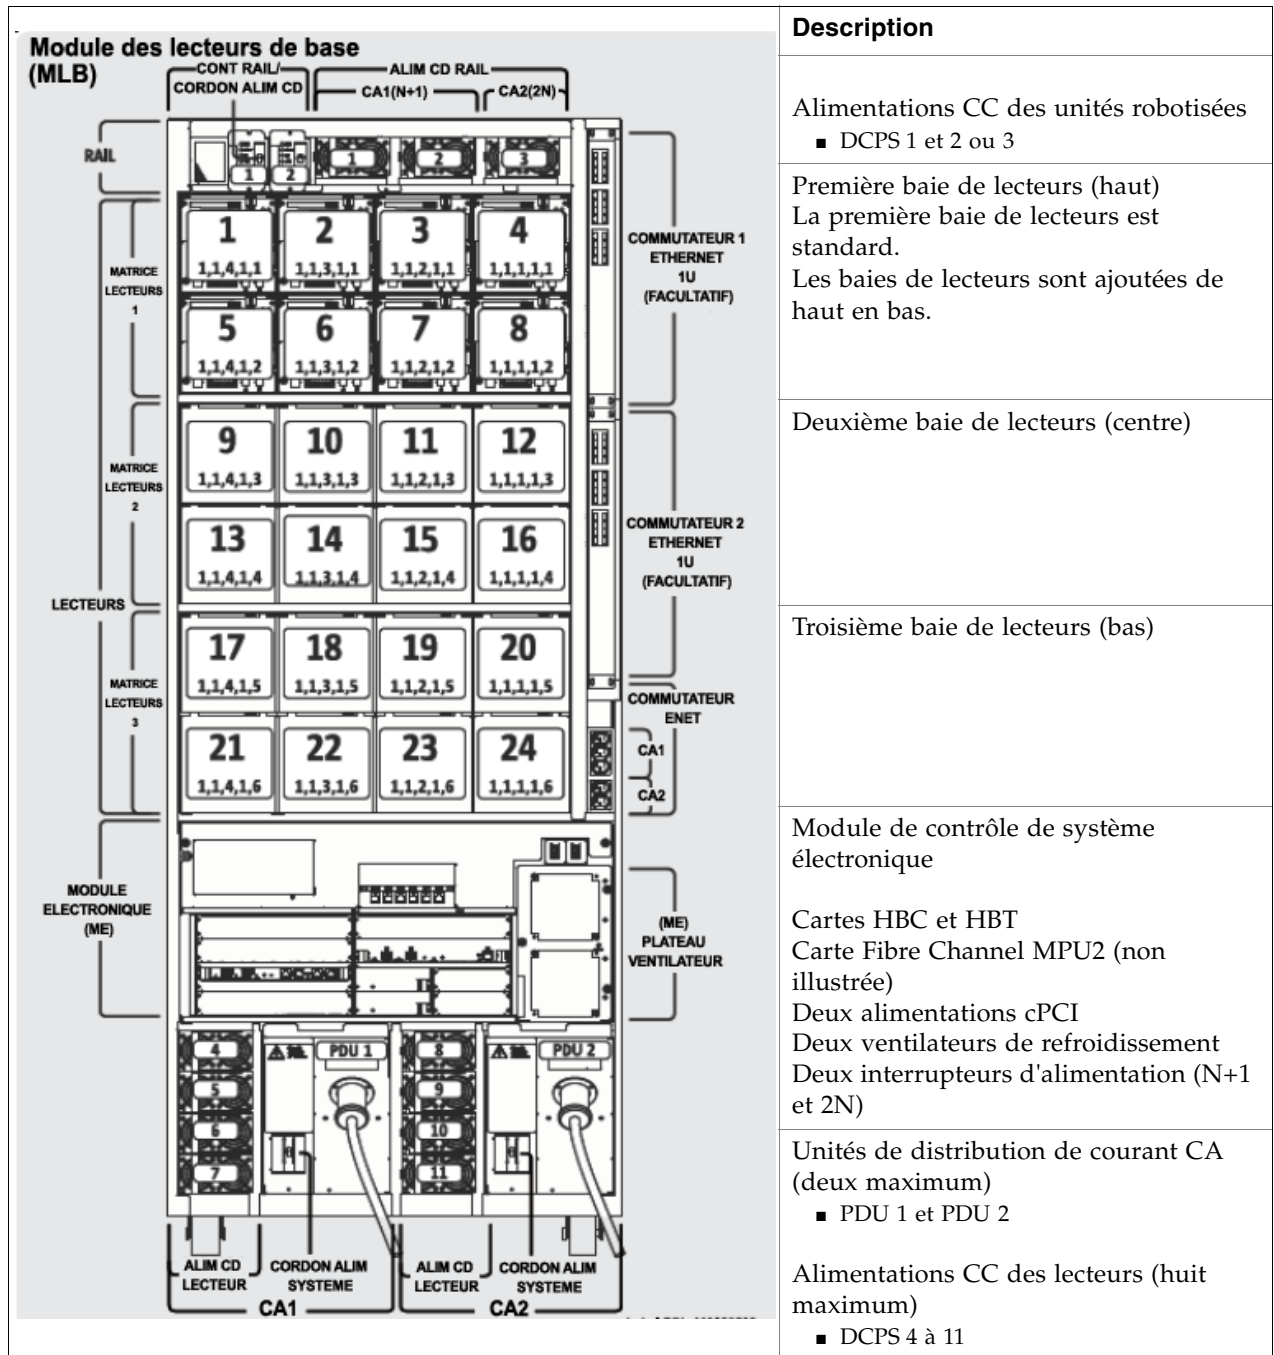 Module des lecteurs de base
(MLB)
CONT RAIL/
CORDON ALIM CD
ALIM CD RAIL
CA1(N+1)
CA2(2N)
RAIL
1
2
1
2
3
1
2
3
4
1,1,4,1,1
1,1,3,1,1
1,1,2,1,1
1,1,1,1,1
MATRICE
LECTEURS
1
5
6
7
8
1,1,4,1,2
1,1,3,1,2
1,1,2,1,2
1,1,1,1,2
COMMUTATEUR 1
ETHERNET
1U
(FACULTATIF)
9
10
11
12
1,1,4,1,3
1,1,3,1,3
1,1,2,1,3
1,1,1,1,3
MATRICE
LECTEURS
2
13
14
15
16
1,1,4,1,4
1,1,3,1,4
1,1,2,1,4
1,1,1,1,4
COMMUTATEUR 2
ETHERNET
1U
(FACULTATIF)
LECTEURS
17
18
19
20
1,1,4,1,5
1,1,3,1,5
1,1,2,1,5
1,1,1,1,5
MATRICE
LECTEURS
3
COMMUTATEUR
ENET
21
22
23
24
1,1,4,1,6
1,1,3,1,6
1,1,2,1,6
1,1,1,1,6
CA1
CA2
MODULE
ELECTRONIQUE
(ME)
(ME)
PLATEAU
VENTILATEUR
4
5
6
7
PDU 1
8
9
10
11
PDU 2
ALIM CD
LECTEUR
CORDON ALIM
SYSTEME
ALIM CD
LECTEUR
CORDON ALIM
SYSTEME
CA1
CA2
Description
Alimentations CC des unités robotisées
■ DCPS 1 et 2 ou 3
Première baie de lecteurs (haut)
La première baie de lecteurs est
standard.
Les baies de lecteurs sont ajoutées de
haut en bas.
Deuxième baie de lecteurs (centre)
Troisième baie de lecteurs (bas)
Module de contrôle de système
électronique
Cartes HBC et HBT
Carte Fibre Channel MPU2 (non
illustrée)
Deux alimentations cPCI
Deux ventilateurs de refroidissement
Deux interrupteurs d'alimentation (N+1
et 2N)
Unités de distribution de courant CA
(deux maximum)
■ PDU 1 et PDU 2
Alimentations CC des lecteurs (huit
maximum)
■ DCPS 4 à 11